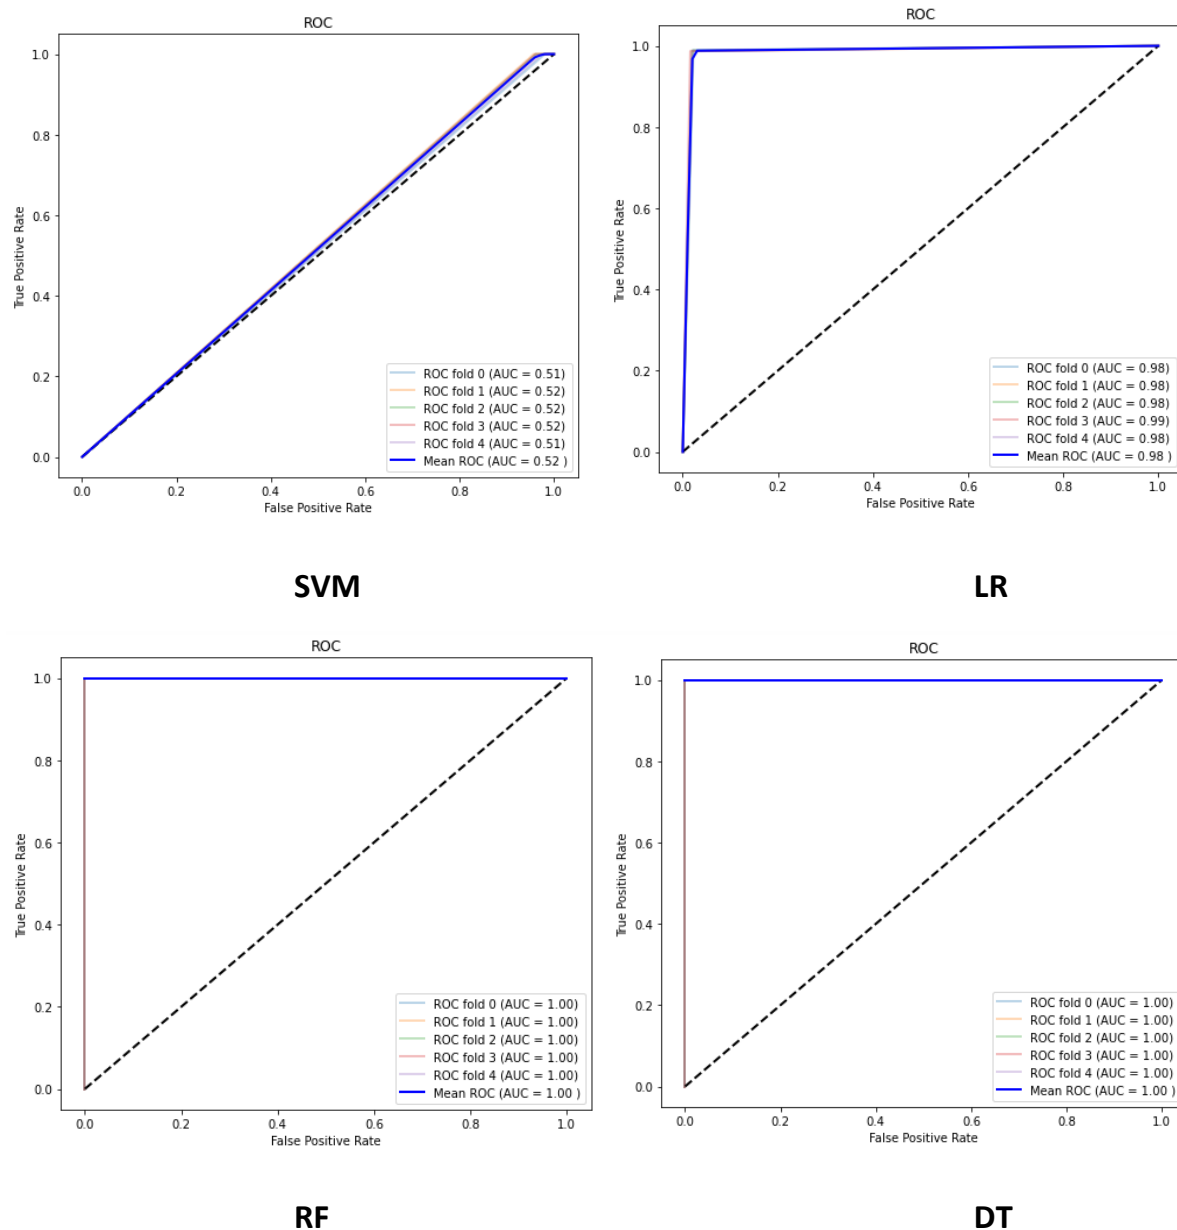 ROC
True Positive Rate
1.0
0.8
0.6
0.4
0.2
0.0
0.0 0.2 0.4 0.6 0.8 1.0
False Positive Rate
ROC fold 0 (AUC = 0.51)
ROC fold 1 (AUC = 0.52)
ROC fold 2 (AUC = 0.52)
ROC fold 3 (AUC = 0.52)
ROC fold 4 (AUC = 0.51)
Mean ROC (AUC = 0.52 )
SVM
ROC
True Positive Rate
1.0
0.8
0.6
0.4
0.2
0.0
0.0 0.2 0.4 0.6 0.8 1.0
False Positive Rate
ROC fold 0 (AUC = 0.98)
ROC fold 1 (AUC = 0.98)
ROC fold 2 (AUC = 0.98)
ROC fold 3 (AUC = 0.99)
ROC fold 4 (AUC = 0.98)
Mean ROC (AUC = 0.98 )
LR
ROC
True Positive Rate
1.0
0.8
0.6
0.4
0.2
0.0
0.0 0.2 0.4 0.6 0.8 1.0
False Positive Rate
ROC fold 0 (AUC = 1.00)
ROC fold 1 (AUC = 1.00)
ROC fold 2 (AUC = 1.00)
ROC fold 3 (AUC = 1.00)
ROC fold 4 (AUC = 1.00)
Mean ROC (AUC = 1.00 )
RF
ROC
True Positive Rate
1.0
0.8
0.6
0.4
0.2
0.0
0.0 0.2 0.4 0.6 0.8 1.0
False Positive Rate
ROC fold 0 (AUC = 1.00)
ROC fold 1 (AUC = 1.00)
ROC fold 2 (AUC = 1.00)
ROC fold 3 (AUC = 1.00)
ROC fold 4 (AUC = 1.00)
Mean ROC (AUC = 1.00 )
DT